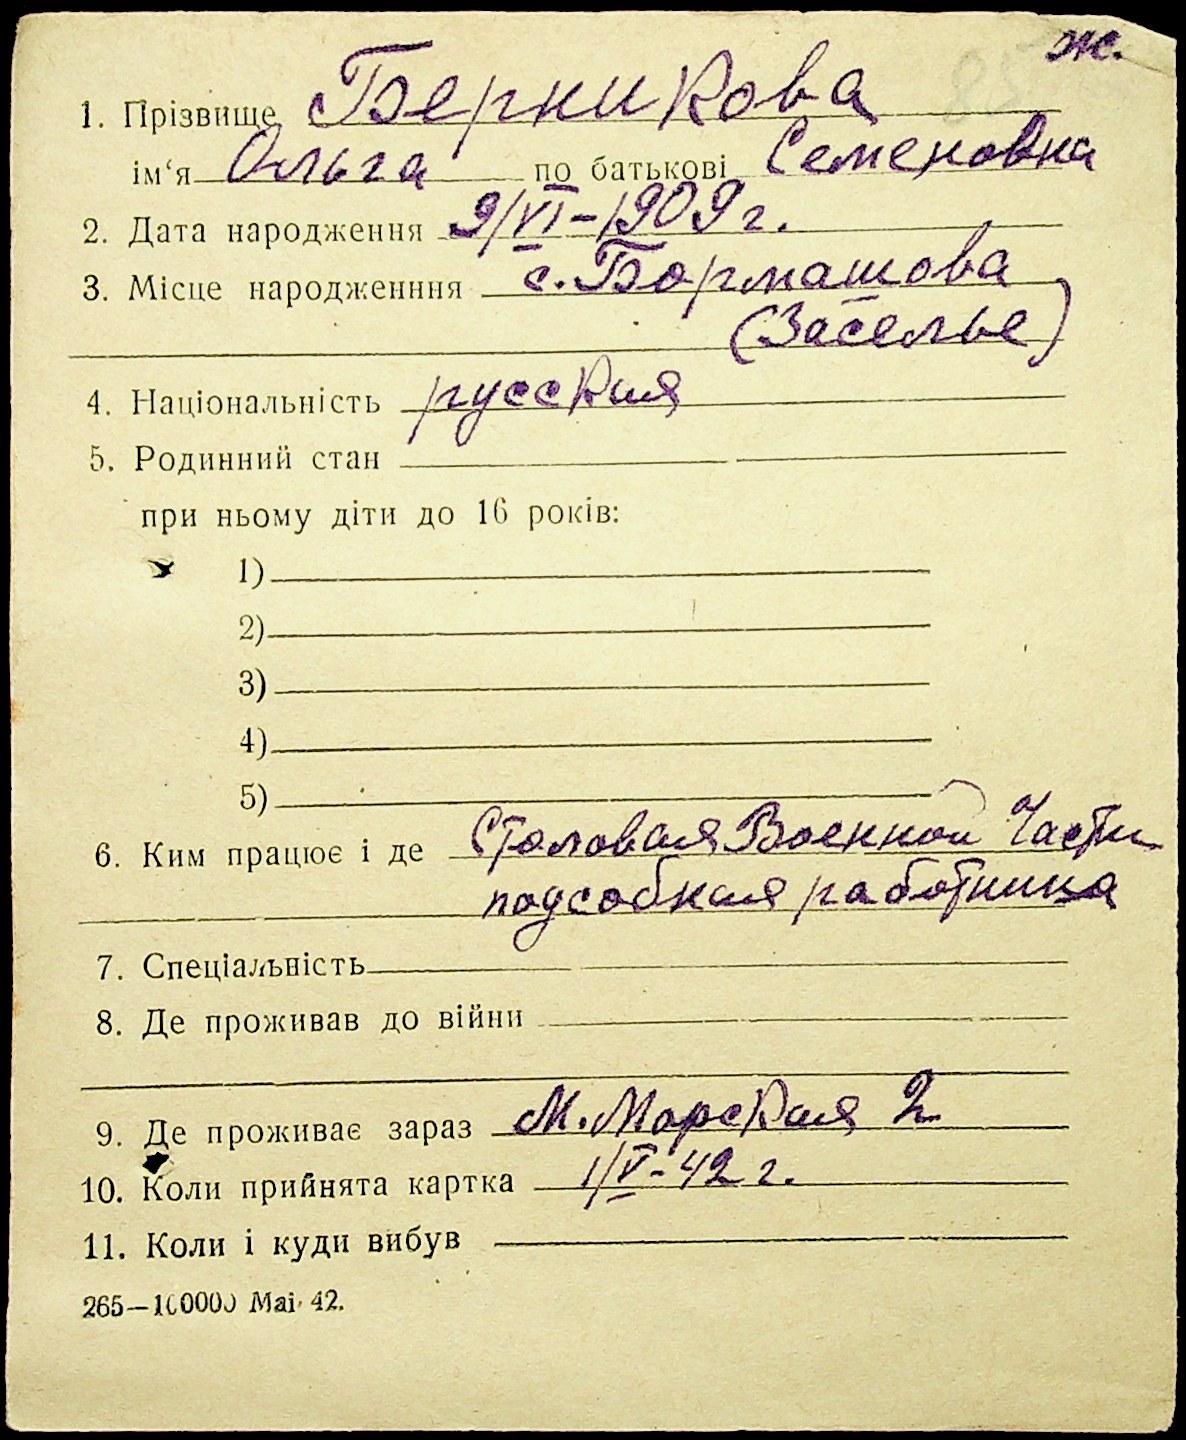 ж.
1. Прізвище Берникова
ім‘я Ольга по батькові Семеновна
2. Дата народження 9/VI-1909 г.
3. Місце народженння с. Бормашова
(Заселье)
4. Національність русская
5. Родинний стан
при ньому діти до 16 років:
1)
2)
3)
4)
5)
6. Ким працює і де Столовая Военной Части
подсобная работница
7. Спеціальність
8. Де проживав до війни
9. Де проживає зараз М. Морская 2
10. Коли прийнята картка 1/V-42 г.
11. Коли і куди вибув
265—100000 Mai 42.